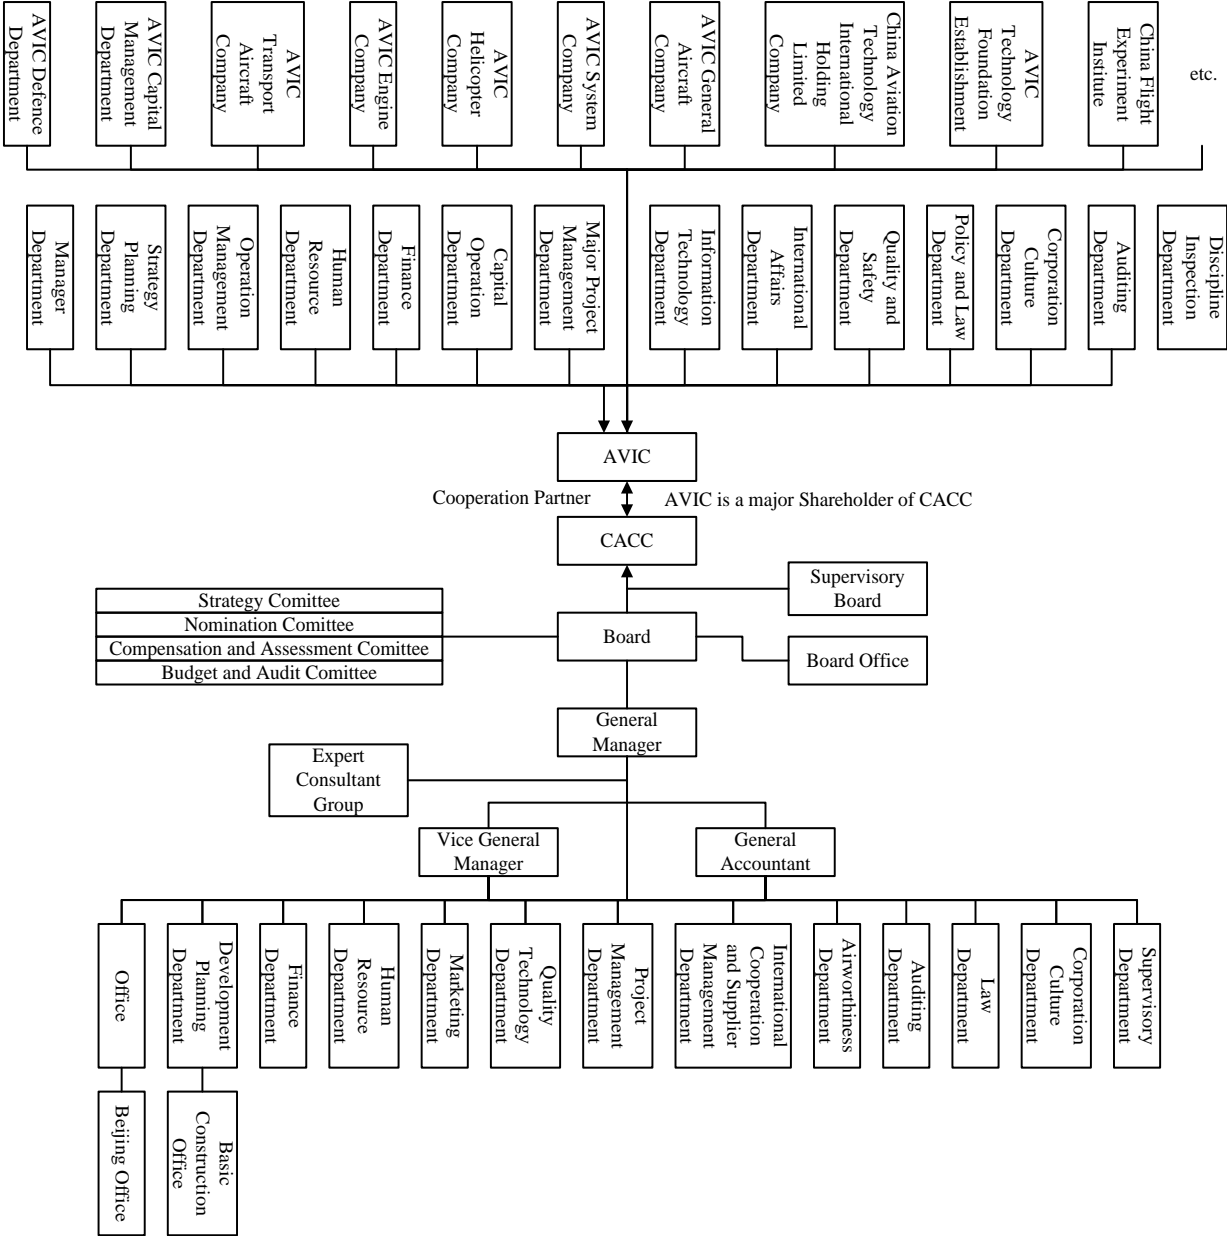 AVIC Defence
Department
AVIC Capital
Management
Department
AVIC
Transport
Aircraft
Company
AVIC Engine
Company
AVIC
Helicopter
Company
AVIC System
Company
AVIC General
Aircraft
Company
China Aviation
Technology
International
Holding
Limited
Company
AVIC
Technology
Foundation
Establishment
China Flight
Experiment
Institute
etc.
Manager
Department
Strategy
Planning
Department
Operation
Management
Department
Human
Resource
Department
Finance
Department
Capital
Operation
Department
Major Project
Management
Department
Information
Technology
Department
International
Affairs
Department
Quality and
Safety
Department
Policy and Law
Department
Corporation
Culture
Department
Auditing
Department
Discipline
Inspection
Department
AVIC
Cooperation Partner
AVIC is a major Shareholder of CACC
CACC
Supervisory
Board
Strategy Comittee
Nomination Comittee
Compensation and Assessment Comittee
Budget and Audit Comittee
Board
Board Office
General
Manager
Expert
Consultant
Group
Vice General
Manager
General
Accountant
Office
Development
Planning
Department
Finance
Department
Human
Resource
Department
Marketing
Department
Quality
Technology
Department
Project
Management
Department
International
Cooperation
and Supplier
Management
Department
Airworthiness
Department
Auditing
Department
Law
Department
Corporation
Culture
Department
Supervisory
Department
Beijing Office
Basic
Construction
Office